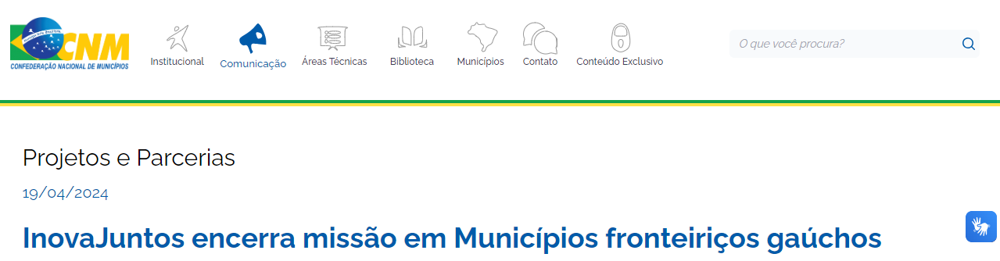 CNM
CONFEDERAÇÃO NACIONAL DE MUNICÍPIOS
Institucional
Comunicação
Áreas Técnicas
Biblioteca
Municípios
Contato
Conteúdo Exclusivo
O que você procura?
Projetos e Parcerias
19/04/2024
InovaJuntos encerra missão em Municípios fronteiriços gaúchos